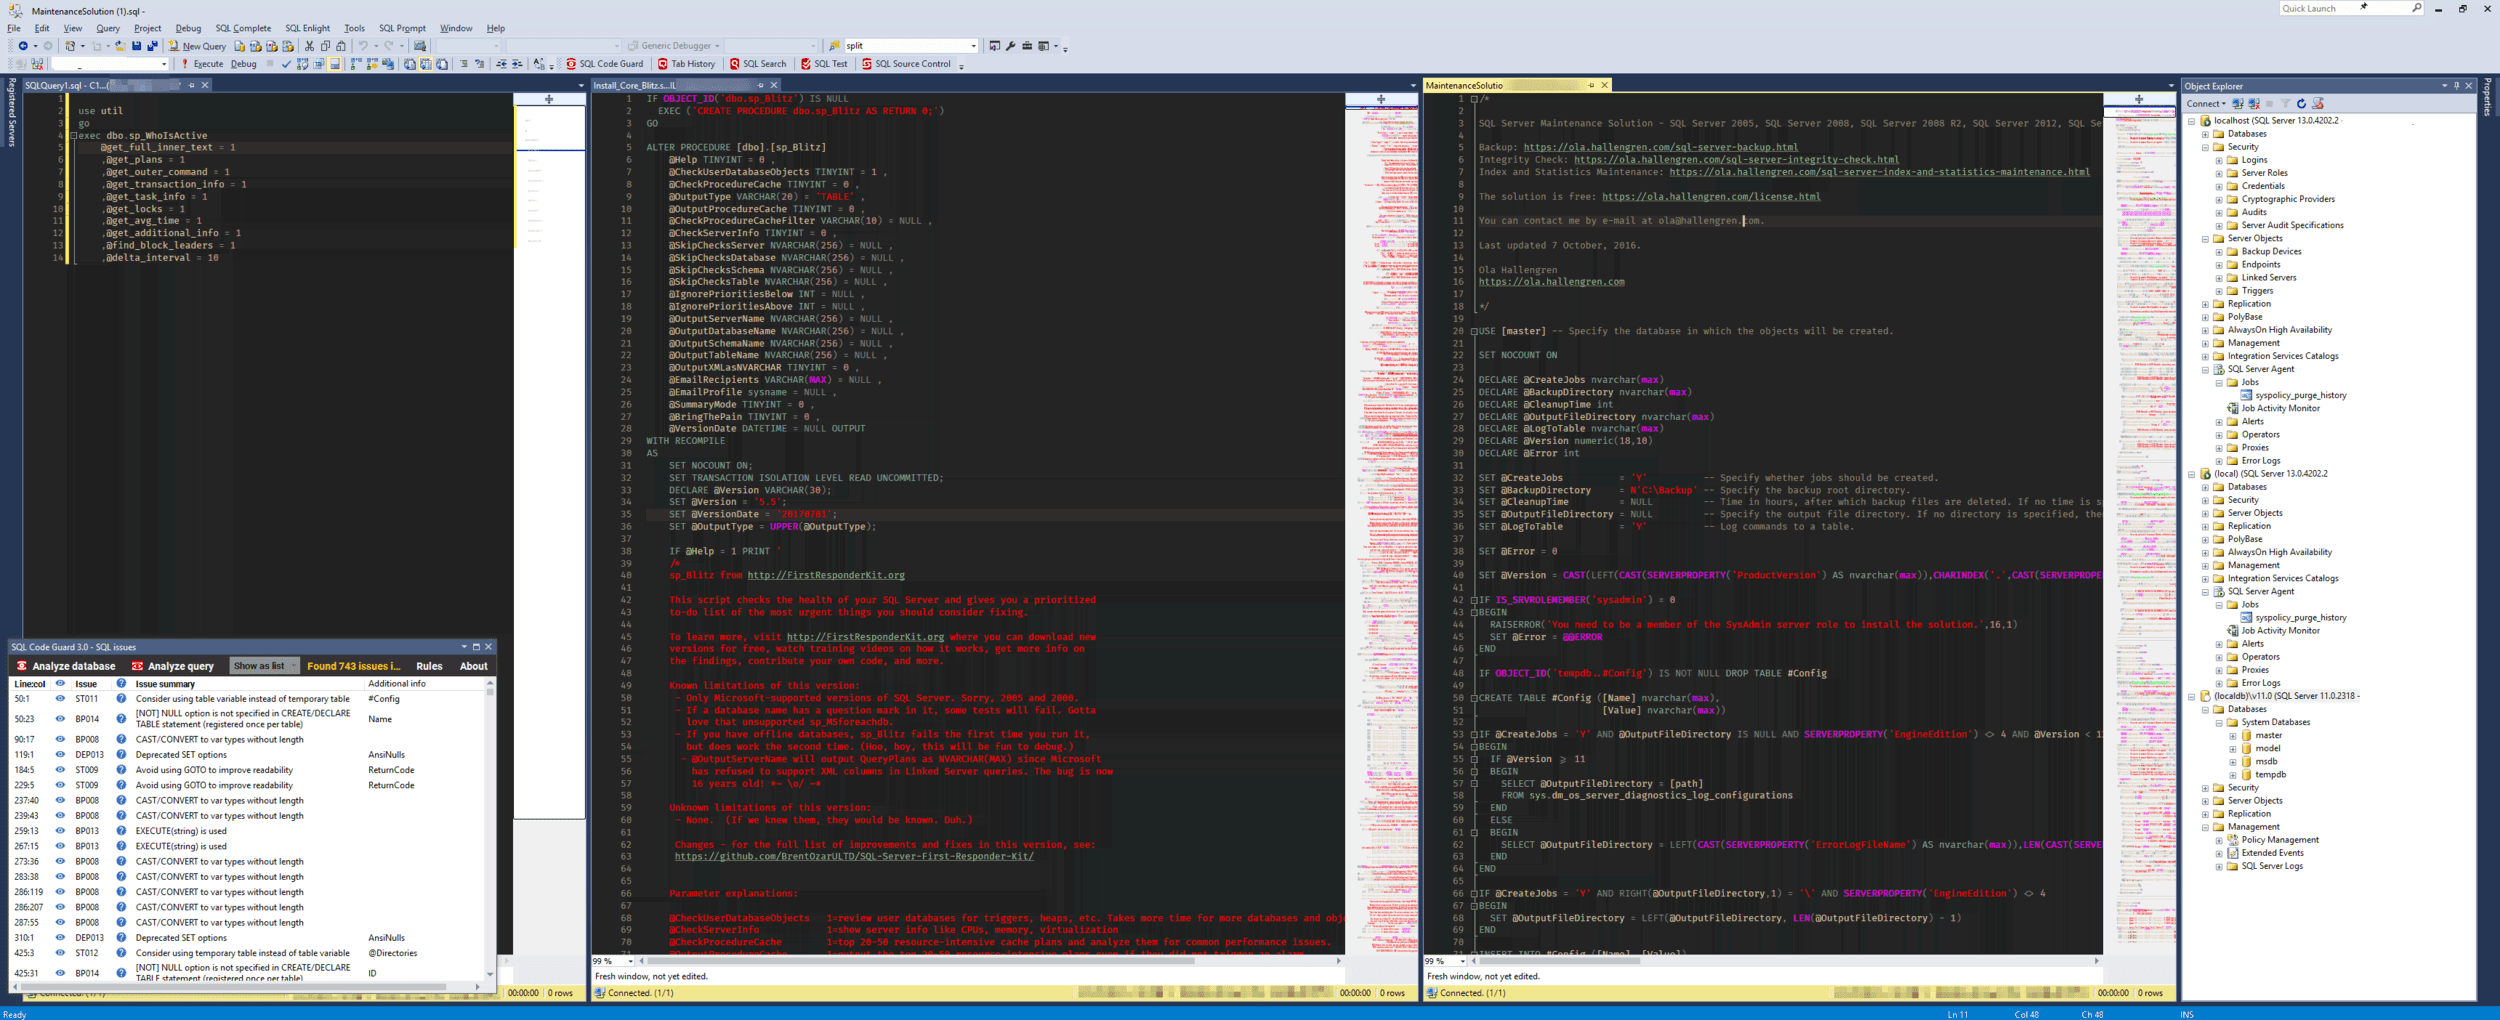 MaintenanceSolution (1).sql -
Quick Launch
File Edit View Query Project Debug SQL Complete SQL Enlight Tools SQL Prompt Window Help
New Query Generic Debugger split
Execute Debug SQL Code Guard Tab History SQL Search SQL Test SQL Source Control
Registered Servers
SQLQuery1.sql - C1...(
1
2 use util
3 go
4 exec dbo.sp_WhoIsActive
5 @get_full_inner_text = 1
6 ,@get_plans = 1
7 ,@get_outer_command = 1
8 ,@get_transaction_info = 1
9 ,@get_task_info = 1
10 ,@get_locks = 1
11 ,@get_avg_time = 1
12 ,@get_additional_info = 1
13 ,@find_block_leaders = 1
14 ,@delta_interval = 10
SQL Code Guard 3.0 - SQL issues
Analyze database Analyze query Show as list Found 743 issues i... Rules About
Line:col Issue Issue summary Additional info
50:1 ST011 Consider using table variable instead of temporary table #Config
50:23 BP014 [NOT] NULL option is not specified in CREATE/DECLARE TABLE statement (registered once per table) Name
90:17 BP008 CAST/CONVERT to var types without length
119:1 DEP013 Deprecated SET options AnsiNulls
184:5 ST009 Avoid using GOTO to improve readability ReturnCode
229:5 ST009 Avoid using GOTO to improve readability ReturnCode
237:40 BP008 CAST/CONVERT to var types without length
239:43 BP008 CAST/CONVERT to var types without length
259:13 BP013 EXECUTE(string) is used
267:15 BP013 EXECUTE(string) is used
273:36 BP008 CAST/CONVERT to var types without length
283:38 BP008 CAST/CONVERT to var types without length
286:119 BP008 CAST/CONVERT to var types without length
286:207 BP008 CAST/CONVERT to var types without length
287:55 BP008 CAST/CONVERT to var types without length
310:1 DEP013 Deprecated SET options AnsiNulls
425:3 ST012 Consider using temporary table instead of table variable @Directories
425:31 BP014 [NOT] NULL option is not specified in CREATE/DECLARE TABLE statement (registered once per table) ID
Connected. (1/1) 00:00:00 0 rows
Install_Core_Blitz.s...IL
1 IF OBJECT_ID('dbo.sp_Blitz') IS NULL
2 EXEC ('CREATE PROCEDURE dbo.sp_Blitz AS RETURN 0;')
3 GO
4
5 ALTER PROCEDURE [dbo].[sp_Blitz]
6 @Help TINYINT = 0 ,
7 @CheckUserDatabaseObjects TINYINT = 1 ,
8 @CheckProcedureCache TINYINT = 0 ,
9 @OutputType VARCHAR(20) = 'TABLE' ,
10 @OutputProcedureCache TINYINT = 0 ,
11 @CheckProcedureCacheFilter VARCHAR(10) = NULL ,
12 @CheckServerInfo TINYINT = 0 ,
13 @SkipChecksServer NVARCHAR(256) = NULL ,
14 @SkipChecksDatabase NVARCHAR(256) = NULL ,
15 @SkipChecksSchema NVARCHAR(256) = NULL ,
16 @SkipChecksTable NVARCHAR(256) = NULL ,
17 @IgnorePrioritiesBelow INT = NULL ,
18 @IgnorePrioritiesAbove INT = NULL ,
19 @OutputServerName NVARCHAR(256) = NULL ,
20 @OutputDatabaseName NVARCHAR(256) = NULL ,
21 @OutputSchemaName NVARCHAR(256) = NULL ,
22 @OutputTableName NVARCHAR(256) = NULL ,
23 @OutputXMLasNVARCHAR TINYINT = 0 ,
24 @EmailRecipients VARCHAR(MAX) = NULL ,
25 @EmailProfile sysname = NULL ,
26 @SummaryMode TINYINT = 0 ,
27 @BringThePain TINYINT = 0 ,
28 @VersionDate DATETIME = NULL OUTPUT
29 WITH RECOMPILE
30 AS
31 SET NOCOUNT ON;
32 SET TRANSACTION ISOLATION LEVEL READ UNCOMMITTED;
33 DECLARE @Version VARCHAR(30);
34 SET @Version = '5.5';
35 SET @VersionDate = '20170701';
36 SET @OutputType = UPPER(@OutputType);
37
38 IF @Help = 1 PRINT '
39 /*
40 sp_Blitz from http://FirstResponderKit.org
41
42 This script checks the health of your SQL Server and gives you a prioritized
43 to-do list of the most urgent things you should consider fixing.
44
45 To learn more, visit http://FirstResponderKit.org where you can download new
46 versions for free, watch training videos on how it works, get more info on
47 the findings, contribute your own code, and more.
48
49 Known limitations of this version:
50 - Only Microsoft-supported versions of SQL Server. Sorry, 2005 and 2000.
51 - If a database name has a question mark in it, some tests will fail. Gotta
52 love that unsupported sp_MSforeachdb.
53 - If you have offline databases, sp_Blitz fails the first time you run it,
54 but does work the second time. (Hoo, boy, this will be fun to debug.)
55 - @OutputServerName will output QueryPlans as NVARCHAR(MAX) since Microsoft
56 has refused to support XML columns in Linked Server queries. The bug is now
57 16 years old! *~ \o/ ~*
58
59 Unknown limitations of this version:
60 - None. (If we knew them, they would be known. Duh.)
61
62 Changes - for the full list of improvements and fixes in this version, see:
63 https://github.com/BrentOzarULTD/SQL-Server-First-Responder-Kit/
64
65
66 Parameter explanations:
67
68 @CheckUserDatabaseObjects 1=review user databases for triggers, heaps, etc. Takes more time for more databases and obj
69 @CheckServerInfo 1=show server info like CPUs, memory, virtualization
70 @CheckProcedureCache 1=top 20-50 resource-intensive cache plans and analyze them for common performance issues.
99 %
Fresh window, not yet edited.
Connected. (1/1) 00:00:00 0 rows
MaintenanceSolutio
1 /*
2
3 SQL Server Maintenance Solution - SQL Server 2005, SQL Server 2008, SQL Server 2008 R2, SQL Server 2012, SQL Se
4
5 Backup: https://ola.hallengren.com/sql-server-backup.html
6 Integrity Check: https://ola.hallengren.com/sql-server-integrity-check.html
7 Index and Statistics Maintenance: https://ola.hallengren.com/sql-server-index-and-statistics-maintenance.html
8
9 The solution is free: https://ola.hallengren.com/license.html
10
11 You can contact me by e-mail at ola@hallengren.com.
12
13 Last updated 7 October, 2016.
14
15 Ola Hallengren
16 https://ola.hallengren.com
17
18 */
19
20 USE [master] -- Specify the database in which the objects will be created.
21
22 SET NOCOUNT ON
23
24 DECLARE @CreateJobs nvarchar(max)
25 DECLARE @BackupDirectory nvarchar(max)
26 DECLARE @CleanupTime int
27 DECLARE @OutputFileDirectory nvarchar(max)
28 DECLARE @LogToTable nvarchar(max)
29 DECLARE @Version numeric(18,10)
30 DECLARE @Error int
31
32 SET @CreateJobs = 'Y' -- Specify whether jobs should be created.
33 SET @BackupDirectory = N'C:\Backup' -- Specify the backup root directory.
34 SET @CleanupTime = NULL -- Time in hours, after which backup files are deleted. If no time is s
35 SET @OutputFileDirectory = NULL -- Specify the output file directory. If no directory is specified, the
36 SET @LogToTable = 'Y' -- Log commands to a table.
37
38 SET @Error = 0
39
40 SET @Version = CAST(LEFT(CAST(SERVERPROPERTY('ProductVersion') AS nvarchar(max)),CHARINDEX('.',CAST(SERVERPROPE
41
42 IF IS_SRVROLEMEMBER('sysadmin') = 0
43 BEGIN
44 RAISERROR('You need to be a member of the SysAdmin server role to install the solution.',16,1)
45 SET @Error = @@ERROR
46 END
47
48 IF OBJECT_ID('tempdb..#Config') IS NOT NULL DROP TABLE #Config
49
50 CREATE TABLE #Config ([Name] nvarchar(max),
51 [Value] nvarchar(max))
52
53 IF @CreateJobs = 'Y' AND @OutputFileDirectory IS NULL AND SERVERPROPERTY('EngineEdition') <> 4 AND @Version < 1
54 BEGIN
55 IF @Version >= 11
56 BEGIN
57 SELECT @OutputFileDirectory = [path]
58 FROM sys.dm_os_server_diagnostics_log_configurations
59 END
60 ELSE
61 BEGIN
62 SELECT @OutputFileDirectory = LEFT(CAST(SERVERPROPERTY('ErrorLogFileName') AS nvarchar(max)),LEN(CAST(SERVE
63 END
64 END
65
66 IF @CreateJobs = 'Y' AND RIGHT(@OutputFileDirectory,1) = '\' AND SERVERPROPERTY('EngineEdition') <> 4
67 BEGIN
68 SET @OutputFileDirectory = LEFT(@OutputFileDirectory, LEN(@OutputFileDirectory) - 1)
69 END
70
71 INSERT INTO #Config ([Name], [Value])
99 %
Fresh window, not yet edited.
Connected. (1/1) 00:00:00 0 rows
Object Explorer
Connect
localhost (SQL Server 13.0.4202.2 -
Databases
Security
Logins
Server Roles
Credentials
Cryptographic Providers
Audits
Server Audit Specifications
Server Objects
Backup Devices
Endpoints
Linked Servers
Triggers
Replication
PolyBase
AlwaysOn High Availability
Management
Integration Services Catalogs
SQL Server Agent
Jobs
syspolicy_purge_history
Job Activity Monitor
Alerts
Operators
Proxies
Error Logs
(local) (SQL Server 13.0.4202.2
Databases
Security
Server Objects
Replication
PolyBase
AlwaysOn High Availability
Management
Integration Services Catalogs
SQL Server Agent
Jobs
syspolicy_purge_history
Job Activity Monitor
Alerts
Operators
Proxies
Error Logs
(localdb)\v11.0 (SQL Server 11.0.2318 -
Databases
System Databases
master
model
msdb
tempdb
Security
Server Objects
Replication
Management
Policy Management
Extended Events
SQL Server Logs
Properties
Ready Ln 11 Col 48 Ch 48 INS